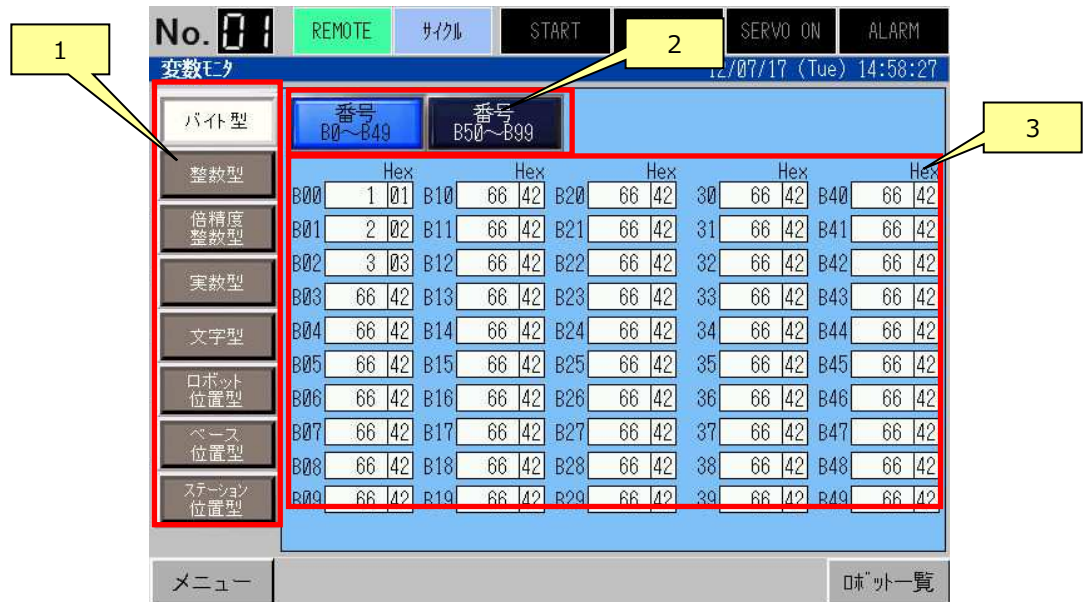 No. 01 REMOTE サイクル START SERVO ON ALARM
変数モニタ 12/07/17 (Tue) 14:58:27
1
2
3
バイト型
整数型
倍精度
整数型
実数型
文字型
ロボット
位置型
ベース
位置型
ステーション
位置型
番号
B0～B49
番号
B50～B99
Hex Hex Hex Hex Hex
B00 1 01 B10 66 42 B20 66 42 30 66 42 B40 66 42
B01 2 02 B11 66 42 B21 66 42 31 66 42 B41 66 42
B02 3 03 B12 66 42 B22 66 42 32 66 42 B42 66 42
B03 66 42 B13 66 42 B23 66 42 33 66 42 B43 66 42
B04 66 42 B14 66 42 B24 66 42 34 66 42 B44 66 42
B05 66 42 B15 66 42 B25 66 42 35 66 42 B45 66 42
B06 66 42 B16 66 42 B26 66 42 36 66 42 B46 66 42
B07 66 42 B17 66 42 B27 66 42 37 66 42 B47 66 42
B08 66 42 B18 66 42 B28 66 42 38 66 42 B48 66 42
B09 66 42 B19 66 42 B29 66 42 39 66 42 B49 66 42
メニュー ロボット一覧